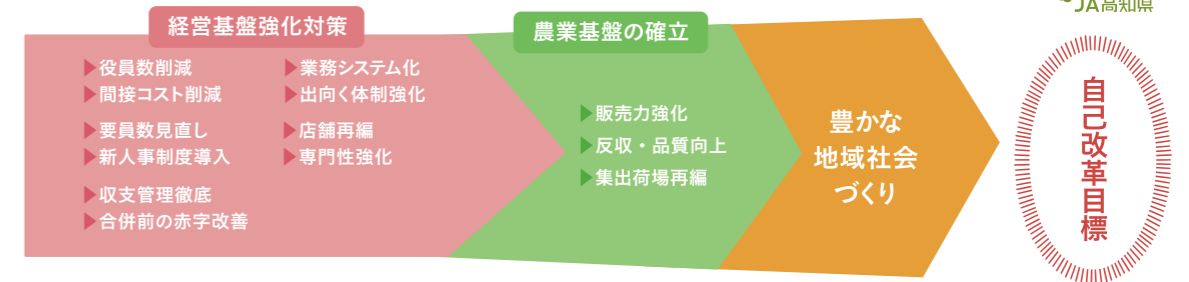 JA高知県
経営基盤強化対策
▶役員数削減
▶間接コスト削減
▶要員数見直し
▶新人事制度導入
▶収支管理徹底
▶合併前の赤字改善
▶業務システム化
▶出向く体制強化
▶店舗再編
▶専門性強化
農業基盤の確立
▶販売力強化
▶反収・品質向上
▶集出荷場再編
豊かな
地域社会
づくり
自己改革目標